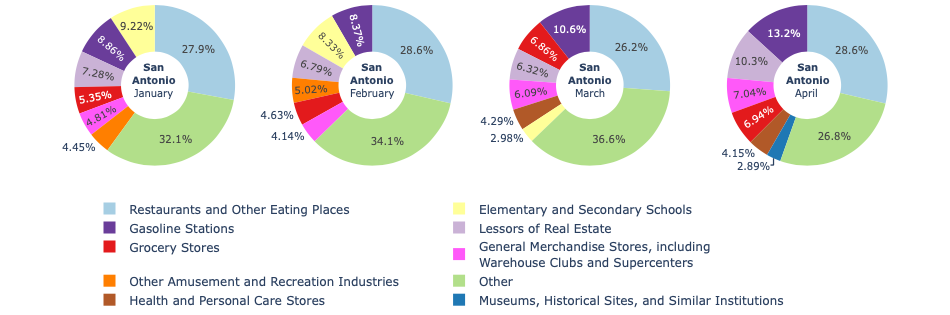 9.22%
8.86%
27.9%
7.28%
5.35%
4.81%
4.45%
32.1%
San
Antonio
January
8.37%
8.33%
28.6%
6.79%
5.02%
4.63%
4.14%
34.1%
San
Antonio
February
10.6%
6.86%
26.2%
6.32%
6.09%
4.29%
2.98%
36.6%
San
Antonio
March
13.2%
28.6%
10.3%
7.04%
6.94%
4.15%
2.89%
26.8%
San
Antonio
April
Restaurants and Other Eating Places
Gasoline Stations
Grocery Stores
Other Amusement and Recreation Industries
Health and Personal Care Stores
Elementary and Secondary Schools
Lessors of Real Estate
General Merchandise Stores, including
Warehouse Clubs and Supercenters
Other
Museums, Historical Sites, and Similar Institutions